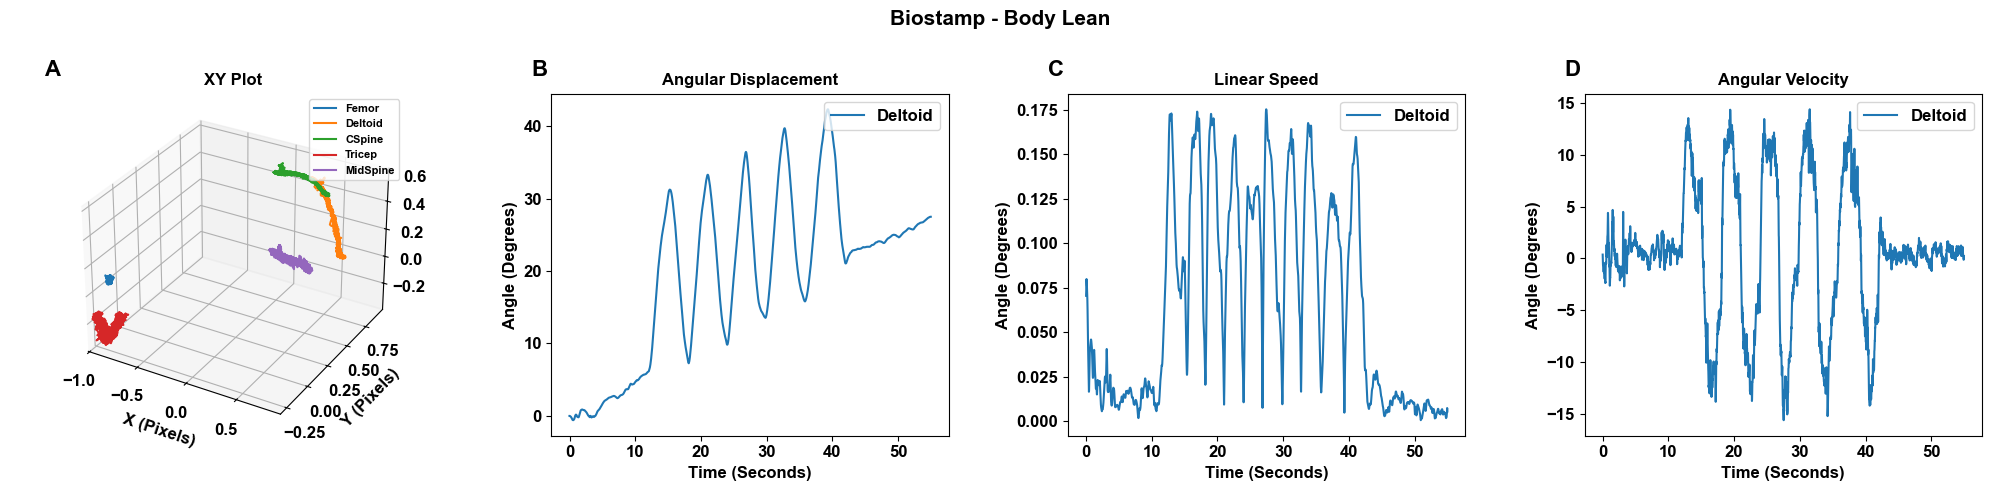 Biostamp - Body Lean
A
XY Plot
Femor
Deltoid
CSpine
Tricep
MidSpine
0.6
0.4
0.2
0.0
−0.2
0.75
0.50
0.25
0.00
−0.25
Y (Pixels)
−1.0
−0.5
0.0
0.5
X (Pixels)
B
Angular Displacement
Deltoid
Angle (Degrees)
40
30
20
10
0
0 10 20 30 40 50
Time (Seconds)
C
Linear Speed
Deltoid
Angle (Degrees)
0.175
0.150
0.125
0.100
0.075
0.050
0.025
0.000
0 10 20 30 40 50
Time (Seconds)
D
Angular Velocity
Deltoid
Angle (Degrees)
15
10
5
0
−5
−10
−15
0 10 20 30 40 50
Time (Seconds)